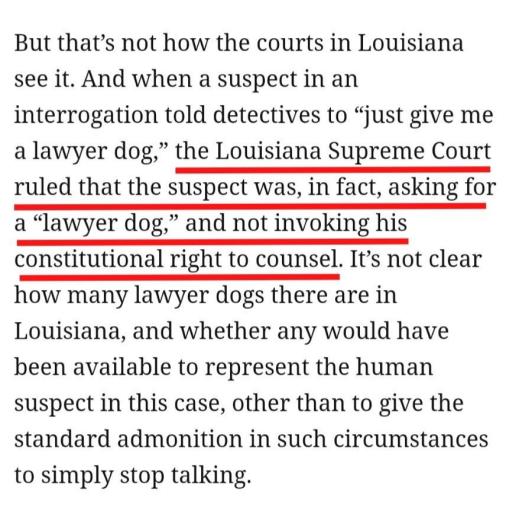 But that’s not how the courts in Louisiana
see it. And when a suspect in an
interrogation told detectives to “just give me
a lawyer dog,” the Louisiana Supreme Court
ruled that the suspect was, in fact, asking for
a “lawyer dog,” and not invoking his
constitutional right to counsel. It’s not clear
how many lawyer dogs there are in
Louisiana, and whether any would have
been available to represent the human
suspect in this case, other than to give the
standard admonition in such circumstances
to simply stop talking.